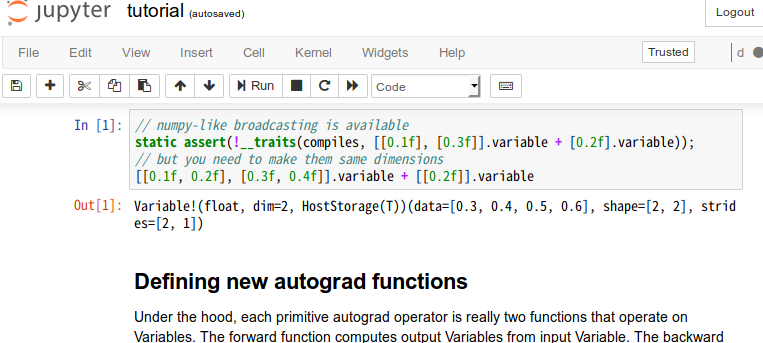 jupyter tutorial (autosaved) Logout
File Edit View Insert Cell Kernel Widgets Help Trusted d
Run Code
In [1]: // numpy-like broadcasting is available
static assert(!__traits(compiles, [[0.1f], [0.3f]].variable + [0.2f].variable));
// but you need to make them same dimensions
[[0.1f, 0.2f], [0.3f, 0.4f]].variable + [[0.2f]].variable
Out[1]: Variable!(float, dim=2, HostStorage(T))(data=[0.3, 0.4, 0.5, 0.6], shape=[2, 2], strid
es=[2, 1])
Defining new autograd functions
Under the hood, each primitive autograd operator is really two functions that operate on
Variables. The forward function computes output Variables from input Variable. The backward